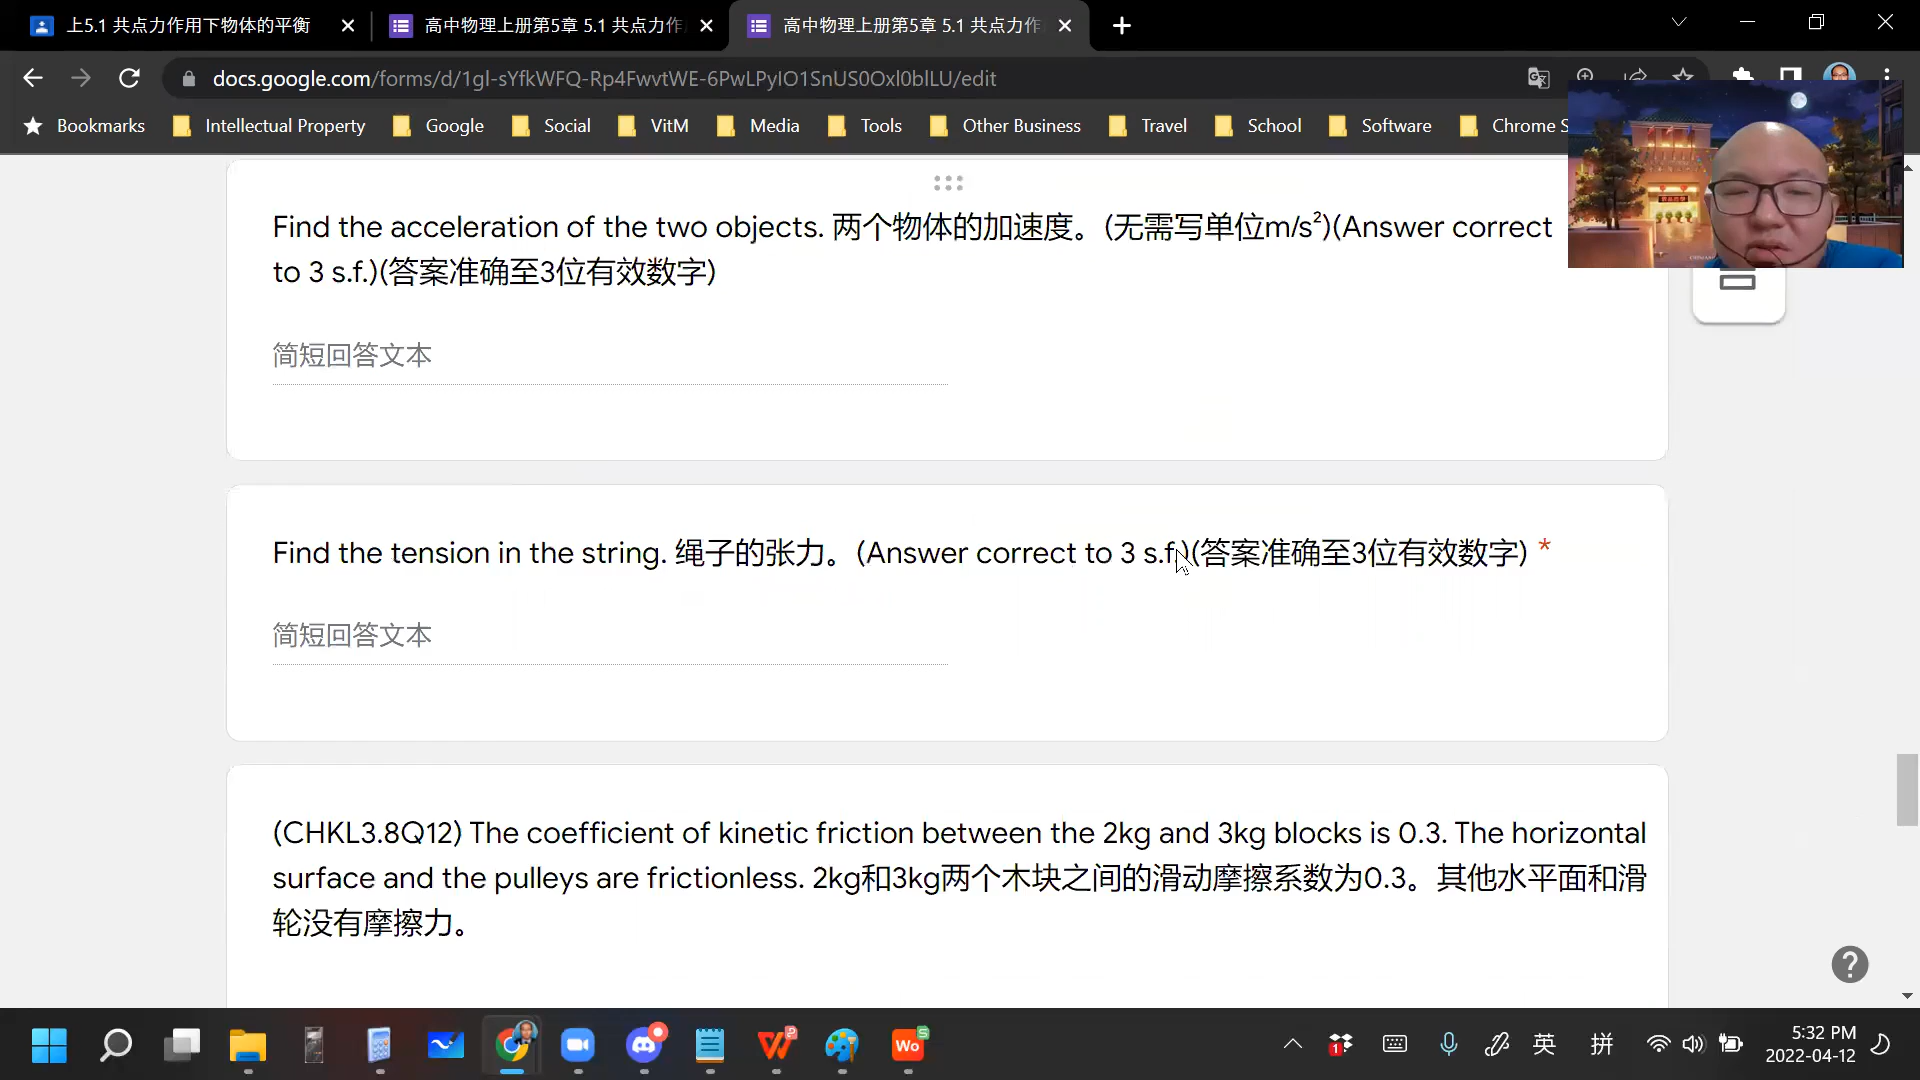 上5.1 共点力作用下物体的平衡
高中物理上册第5章 5.1 共点力作
高中物理上册第5章 5.1 共点力作
docs.google.com/forms/d/1gl-sYfkWFQ-Rp4FwvtWE-6PwLPyIO1SnUS0Oxl0blLU/edit
Bookmarks Intellectual Property Google Social VitM Media Tools Other Business Travel School Software Chrome S
Find the acceleration of the two objects. 两个物体的加速度。(无需写单位m/s²)(Answer correct
to 3 s.f.)(答案准确至3位有效数字)
简短回答文本
Find the tension in the string. 绳子的张力。(Answer correct to 3 s.f.)(答案准确至3位有效数字) *
简短回答文本
(CHKL3.8Q12) The coefficient of kinetic friction between the 2kg and 3kg blocks is 0.3. The horizontal
surface and the pulleys are frictionless. 2kg和3kg两个木块之间的滑动摩擦系数为0.3。其他水平面和滑
轮没有摩擦力。
英 拼
5:32 PM
2022-04-12